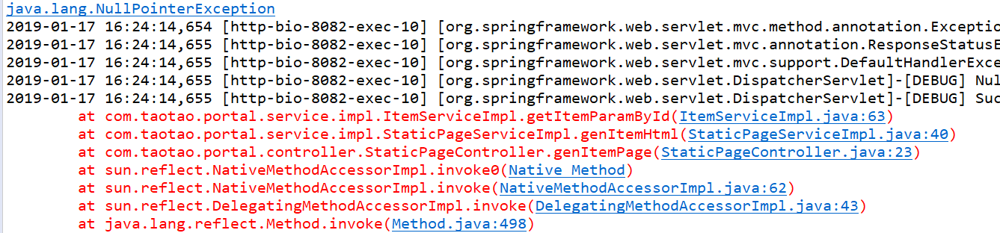 java.lang.NullPointerException
2019-01-17 16:24:14,654 [http-bio-8082-exec-10] [org.springframework.web.servlet.mvc.method.annotation.Exceptio
2019-01-17 16:24:14,655 [http-bio-8082-exec-10] [org.springframework.web.servlet.mvc.annotation.ResponseStatusE
2019-01-17 16:24:14,655 [http-bio-8082-exec-10] [org.springframework.web.servlet.mvc.support.DefaultHandlerExce
2019-01-17 16:24:14,655 [http-bio-8082-exec-10] [org.springframework.web.servlet.DispatcherServlet]-[DEBUG] Nul
2019-01-17 16:24:14,655 [http-bio-8082-exec-10] [org.springframework.web.servlet.DispatcherServlet]-[DEBUG] Suc
at com.taotao.portal.service.impl.ItemServiceImpl.getItemParamById(ItemServiceImpl.java:63)
at com.taotao.portal.service.impl.StaticPageServiceImpl.genItemHtml(StaticPageServiceImpl.java:40)
at com.taotao.portal.controller.StaticPageController.genItemPage(StaticPageController.java:23)
at sun.reflect.NativeMethodAccessorImpl.invoke0(Native Method)
at sun.reflect.NativeMethodAccessorImpl.invoke(NativeMethodAccessorImpl.java:62)
at sun.reflect.DelegatingMethodAccessorImpl.invoke(DelegatingMethodAccessorImpl.java:43)
at java.lang.reflect.Method.invoke(Method.java:498)